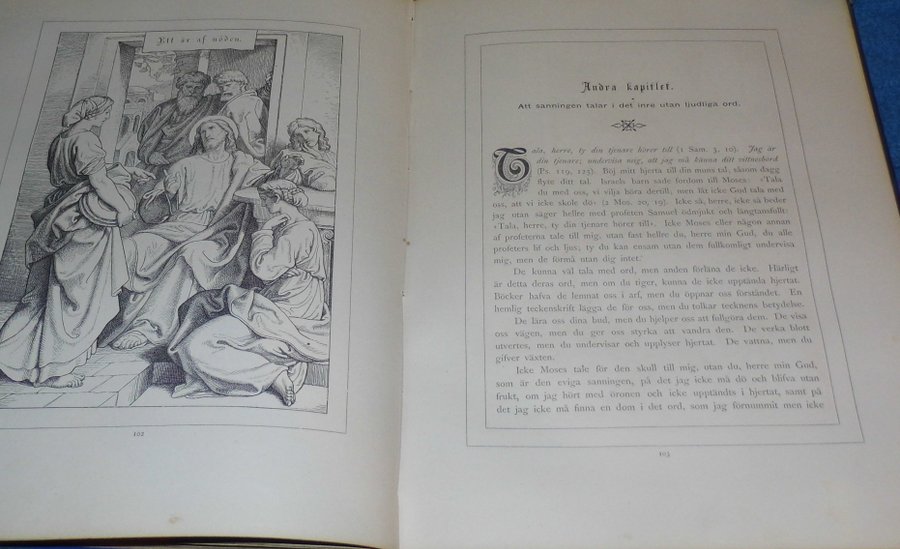 Ett är af nöden.
102
Andra kapitlet.
Att sanningen talar i det inre utan ljudliga ord.
Tala, herre, ty din tjenare hörer till (1 Sam. 3, 10). Jag är
din tjenare; undervisa mig, att jag må kunna ditt vittnesbörd
(Ps. 119, 125). Böj mitt hjerta till din muns tal, såsom dagg
flyte ditt tal. Israels barn sade fordom till Moses: ›Tala
du med oss, vi vilja höra dertill; men låt icke Gud tala med
oss, att vi icke skole dö› (2 Mos. 20, 19). Icke så, herre, icke så beder
jag utan säger hellre med profeten Samuel ödmjukt och längtansfullt:
›Tala, herre, ty din tjenare hörer till›. Icke Moses eller någon annan
af profeterna tale till mig, utan fast hellre du, herre min Gud, du alle
profeters lif och ljus; ty du kan ensam utan dem fullkomligt undervisa
mig, men de förmå utan dig intet.
De kunna väl tala med ord, men anden förläna de icke. Härligt
är detta deras ord, men om du tiger, kunna de icke upptända hjertat.
Böcker hafva de lemnat oss i arf, men du öppnar oss förståndet. En
hemlig teckenskrift lägga de för oss, men du tolkar tecknens betydelse.
De lära oss dina bud, men du hjelper oss att fullgöra dem. De visa
oss vägen, men du ger oss styrka att vandra den. De verka blott
utvertes, men du undervisar och upplyser hjertat. De vattna, men du
gifver växten.
Icke Moses tale för den skull till mig, utan du, herre min Gud,
som är den eviga sanningen, på det jag icke må dö och blifva utan
frukt, om jag hört med öronen och icke upptändts i hjertat, samt på
det jag icke må finna en dom i det ord, som jag förnummit men icke
103